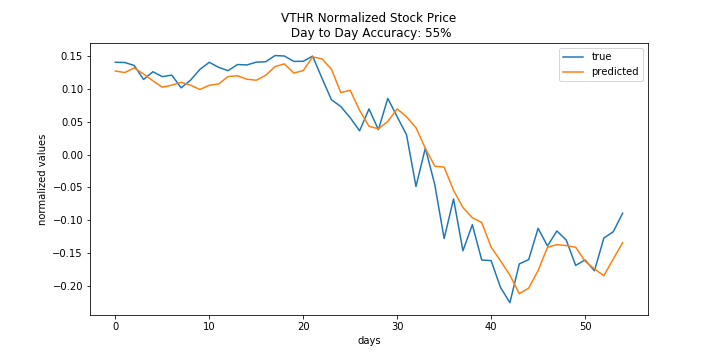 VTHR Normalized Stock Price
Day to Day Accuracy: 55%
true
predicted
normalized values
0.15
0.10
0.05
0.00
−0.05
−0.10
−0.15
−0.20
0 10 20 30 40 50
days